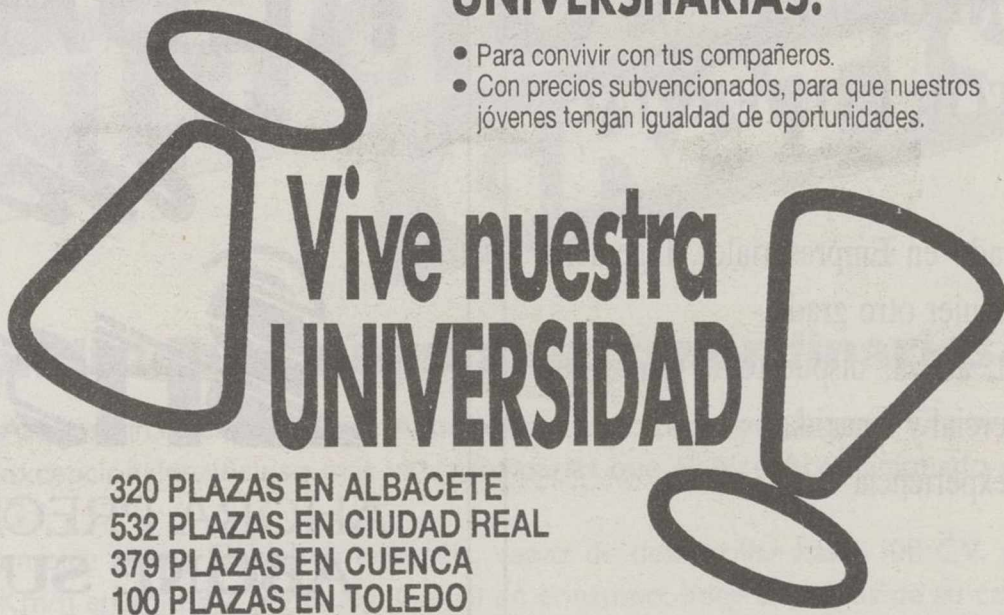 UNIVERSITARIAS:
• Para convivir con tus compañeros.
• Con precios subvencionados, para que nuestros
jóvenes tengan igualdad de oportunidades.
Vive nuestra
UNIVERSIDAD
320 PLAZAS EN ALBACETE
532 PLAZAS EN CIUDAD REAL
379 PLAZAS EN CUENCA
100 PLAZAS EN TOLEDO